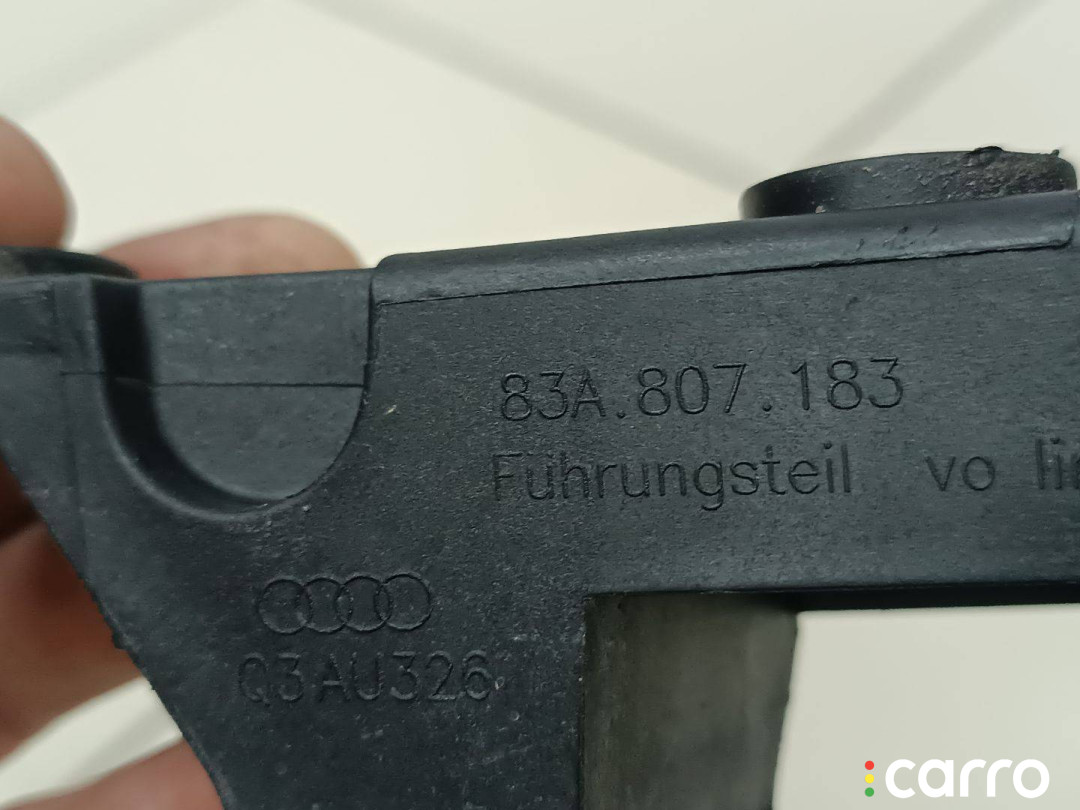 83A.807.183
Führungsteil vo
Q3AU326
carro